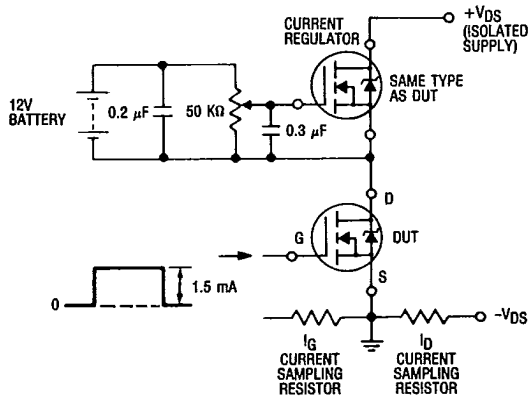 CURRENT
REGULATOR
+VDS
(ISOLATED
SUPPLY)
SAME TYPE
AS DUT
12V
BATTERY
0.2 μF
50 KΩ
0.3 μF
D
G
DUT
S
0
1.5 mA
-VDS
IG
CURRENT
SAMPLING
RESISTOR
ID
CURRENT
SAMPLING
RESISTOR